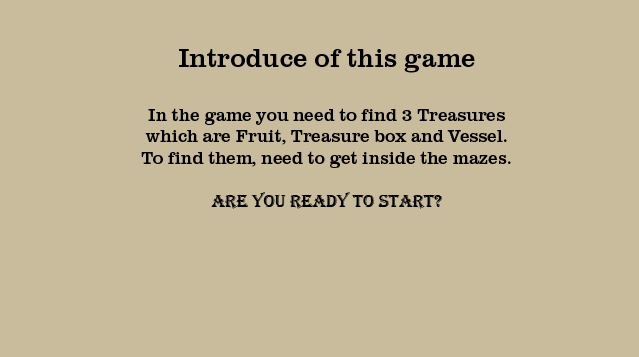 Introduce of this game
In the game you need to find 3 Treasures
which are Fruit, Treasure box and Vessel.
To find them, need to get inside the mazes.
ARE YOU READY TO START?